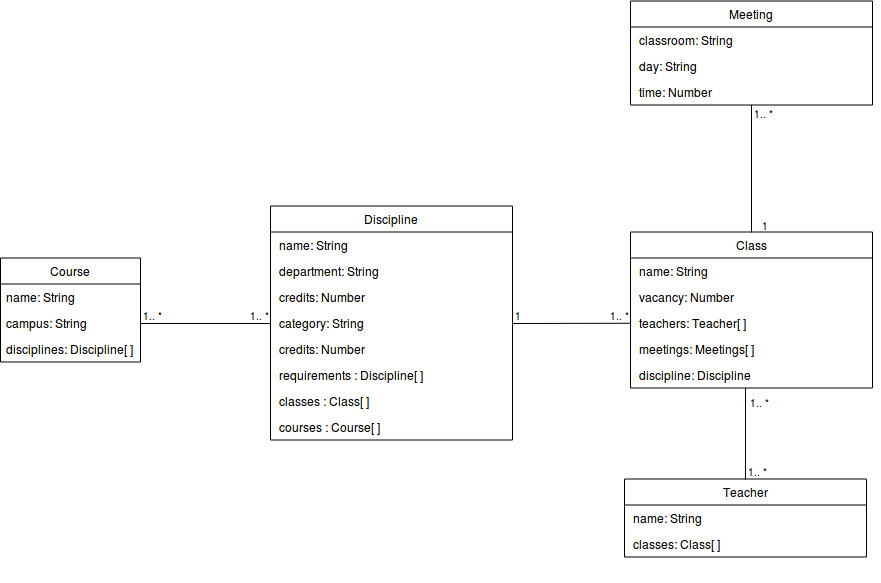 Meeting
classroom: String
day: String
time: Number
1.. *
1
Class
name: String
vacancy: Number
teachers: Teacher[ ]
meetings: Meetings[ ]
discipline: Discipline
Discipline
name: String
department: String
credits: Number
category: String
credits: Number
requirements : Discipline[ ]
classes : Class[ ]
courses : Course[ ]
Course
name: String
campus: String
disciplines: Discipline[ ]
1.. *
1.. *
1
1.. *
1.. *
1.. *
Teacher
name: String
classes: Class[ ]